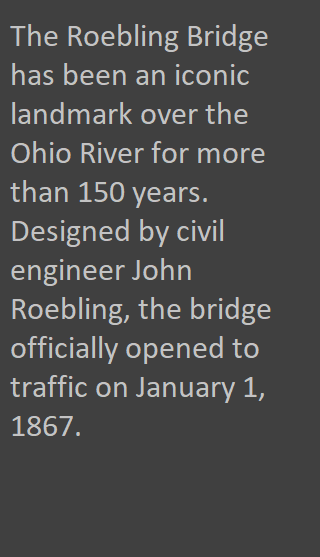 The Roebling Bridge
has been an iconic
landmark over the
Ohio River for more
than 150 years.
Designed by civil
engineer John
Roebling, the bridge
officially opened to
traffic on January 1,
1867.